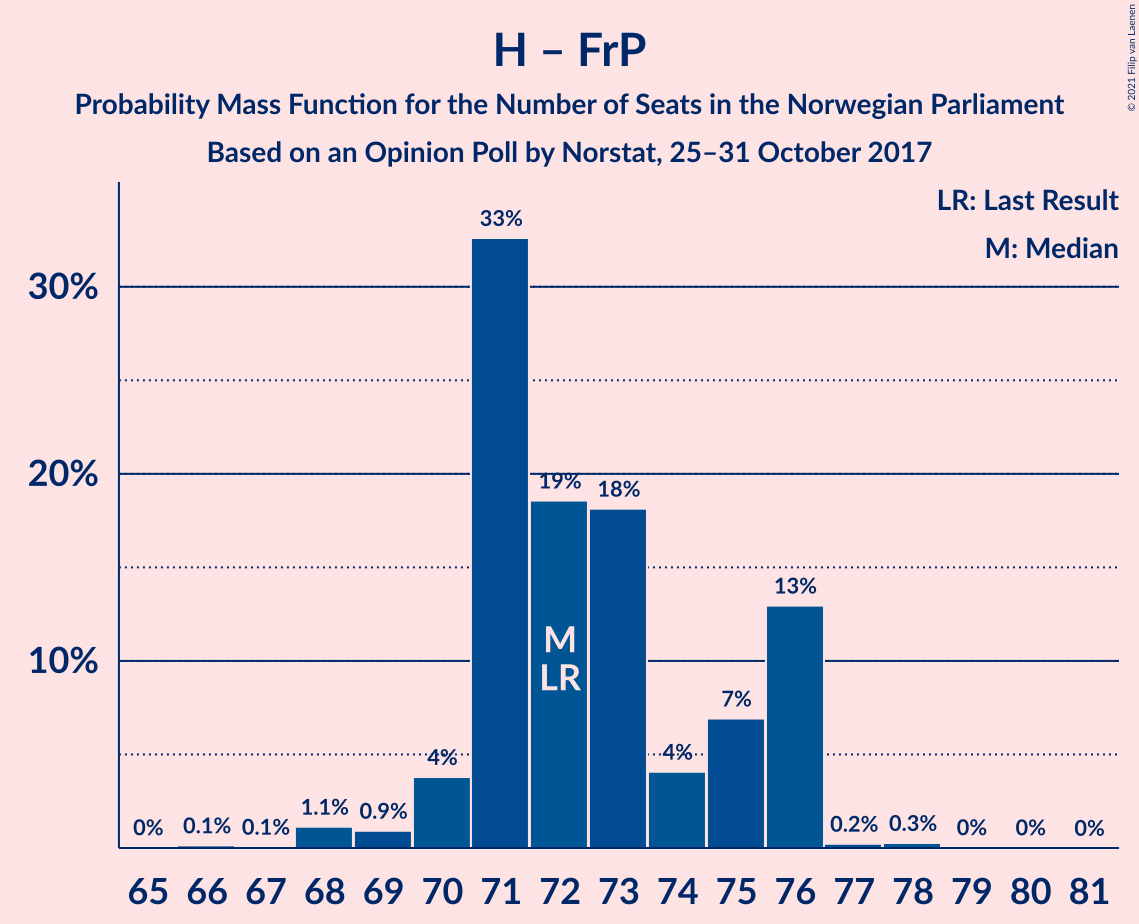 © 2021 Filip van Laenen
H – FrP
Probability Mass Function for the Number of Seats in the Norwegian Parliament
Based on an Opinion Poll by Norstat, 25–31 October 2017
LR: Last Result
M: Median
33%
30%
20%
19%
18%
13%
M
LR
10%
7%
4%
4%
1.1%
0.9%
0%
0.1%
0.1%
0.2%
0.3%
0%
0%
0%
65 66 67 68 69 70 71 72 73 74 75 76 77 78 79 80 81